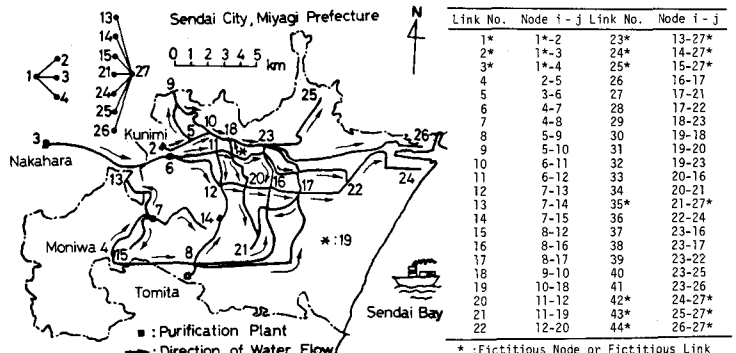 Sendai City, Miyagi Prefecture
N
0 1 2 3 4 5
km
13
14
15
21
24
25
26
27
1
2
3
4
9
10
18
23
25
26
Kunimi
2
5
11
*
3
Nakahara
6
12
20
16
17
22
24
13
7
14
Moniwa 4
15
8
21
*:19
Tomita
Sendai Bay
■ : Purification Plant
: Direction of Water Flow
Link No. Node i - j Link No. Node i - j
1* 1*-2 23* 13-27*
2* 1*-3 24* 14-27*
3* 1*-4 25* 15-27*
4 2-5 26 16-17
5 3-6 27 17-21
6 4-7 28 17-22
7 4-8 29 18-23
8 5-9 30 19-18
9 5-10 31 19-20
10 6-11 32 19-23
11 6-12 33 20-16
12 7-13 34 20-21
13 7-14 35* 21-27*
14 7-15 36 22-24
15 8-12 37 23-16
16 8-16 38 23-17
17 8-17 39 23-22
18 9-10 40 23-25
19 10-18 41 23-26
20 11-12 42* 24-27*
21 11-19 43* 25-27*
22 12-20 44* 26-27*
* :Fictitious Node or Fictitious Link